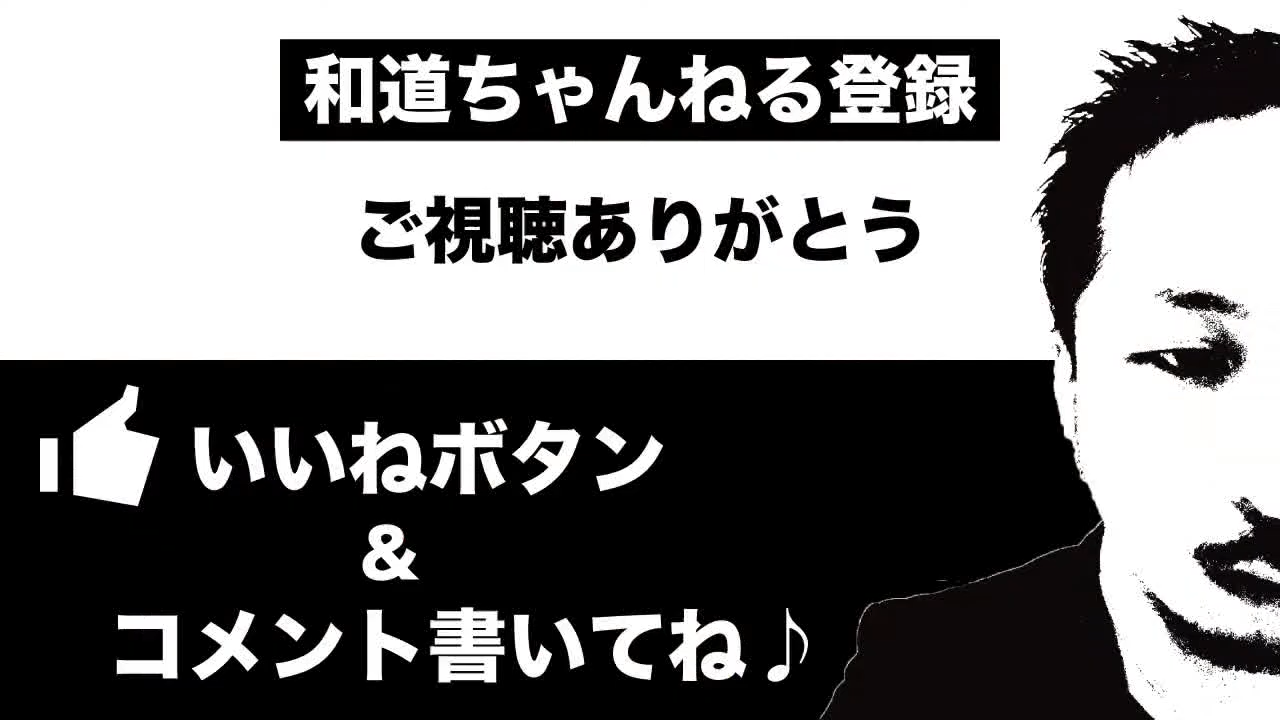 和道ちゃんねる登録
ご視聴ありがとう
いいねボタン
&
コメント書いてね♪